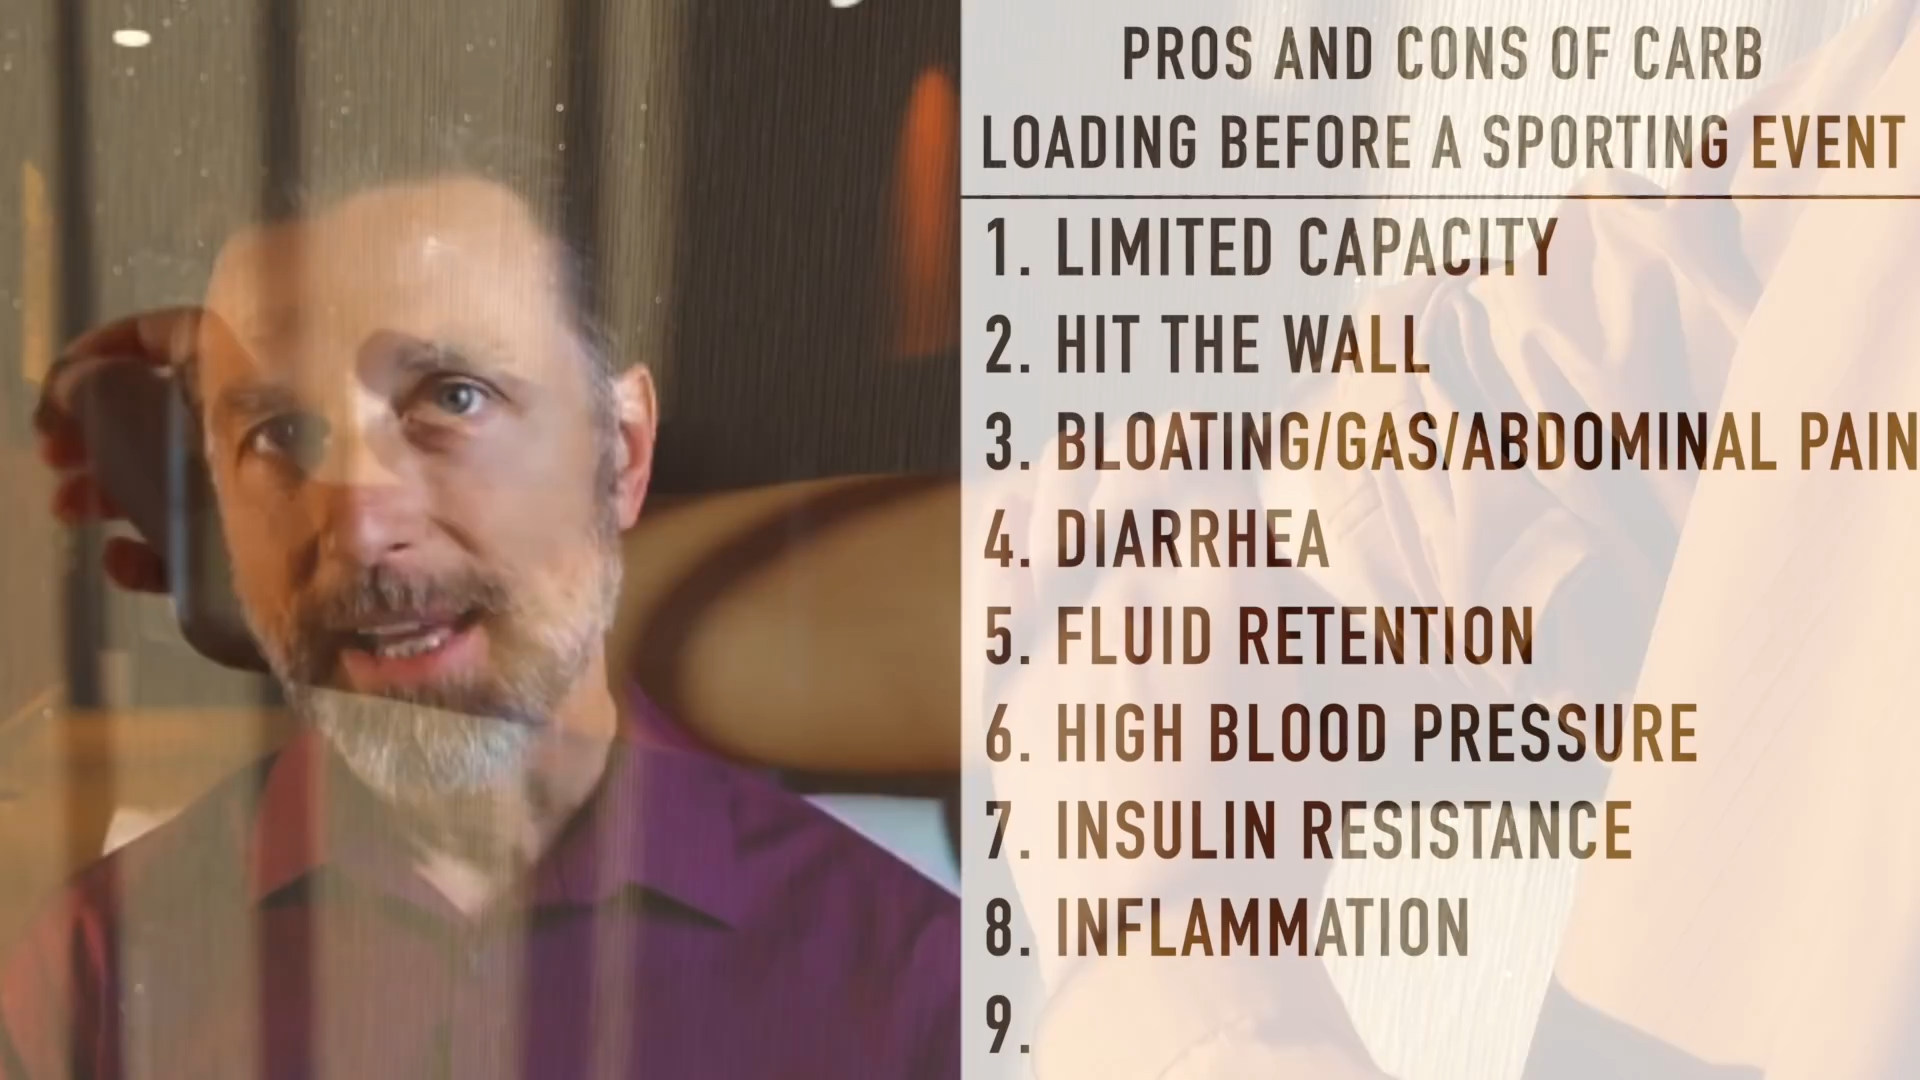 PROS AND CONS OF CARB
LOADING BEFORE A SPORTING EVENT
1. LIMITED CAPACITY
2. HIT THE WALL
3. BLOATING/GAS/ABDOMINAL PAIN
4. DIARRHEA
5. FLUID RETENTION
6. HIGH BLOOD PRESSURE
7. INSULIN RESISTANCE
8. INFLAMMATION
9.